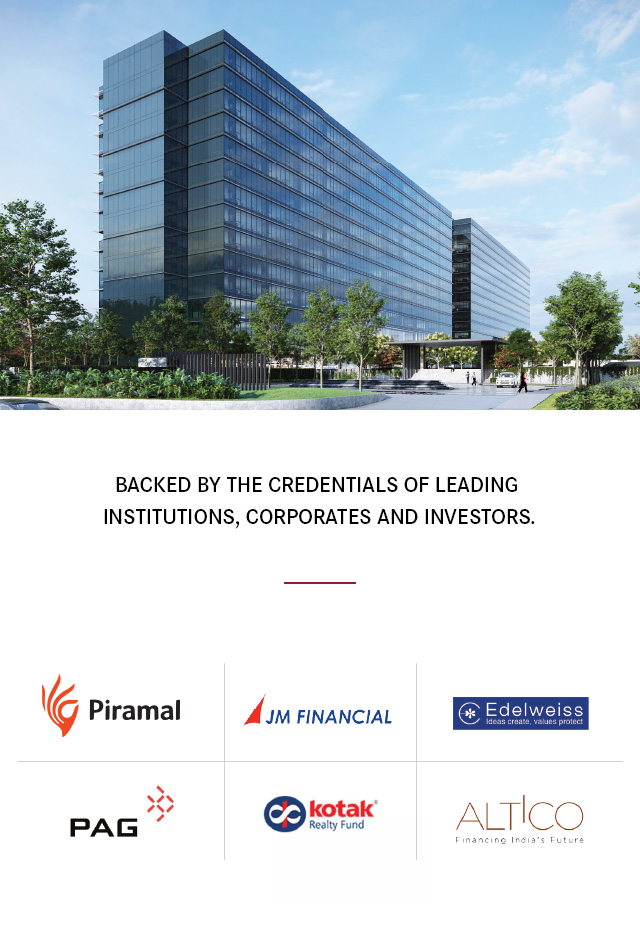 BACKED BY THE CREDENTIALS OF LEADING
INSTITUTIONS, CORPORATES AND INVESTORS.
Piramal
JM FINANCIAL
Edelweiss
Ideas create, values protect
PAG
kotak®
Realty Fund
ALTICO
Financing India's Future